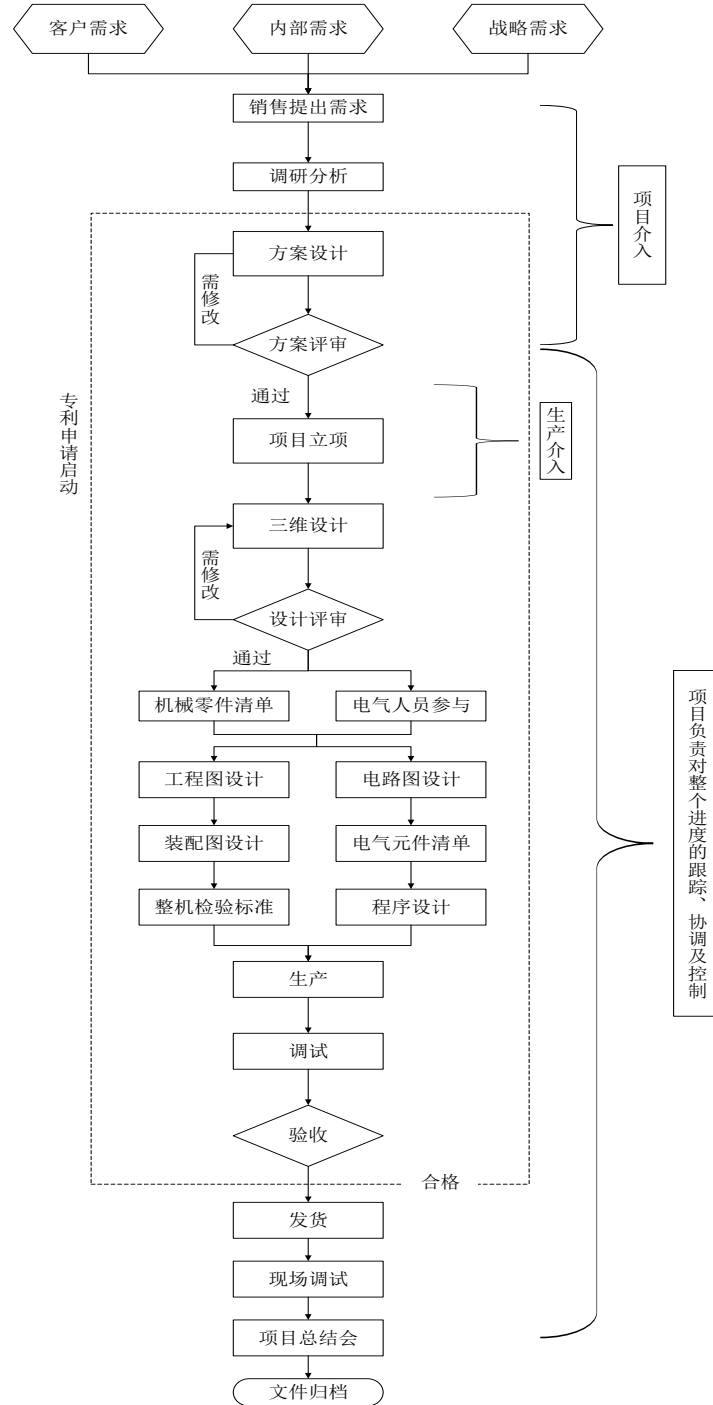 客户需求
内部需求
战略需求
销售提出需求
调研分析
项目介入
方案设计
需修改
方案评审
通过
专利申请启动
项目立项
生产介入
三维设计
需修改
设计评审
通过
机械零件清单
电气人员参与
工程图设计
电路图设计
装配图设计
电气元件清单
整机检验标准
程序设计
项目负责对整个进度的跟踪、协调及控制
生产
调试
验收
合格
发货
现场调试
项目总结会
文件归档